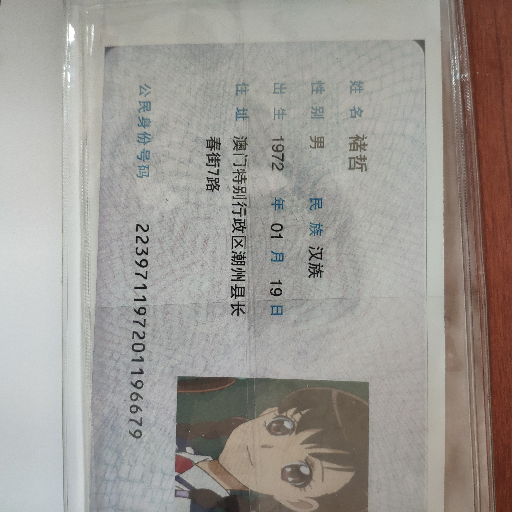 姓名 褚哲
性别 男 民族 汉族
出生 1972 年 01 月 19 日
住址 澳门特别行政区潮州县长
春街7路
公民身份号码 223971197201196679